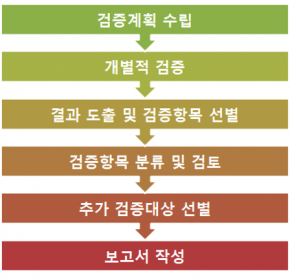 검증계획 수립
개별적 검증
결과 도출 및 검증항목 선별
검증항목 분류 및 검토
추가 검증대상 선별
보고서 작성